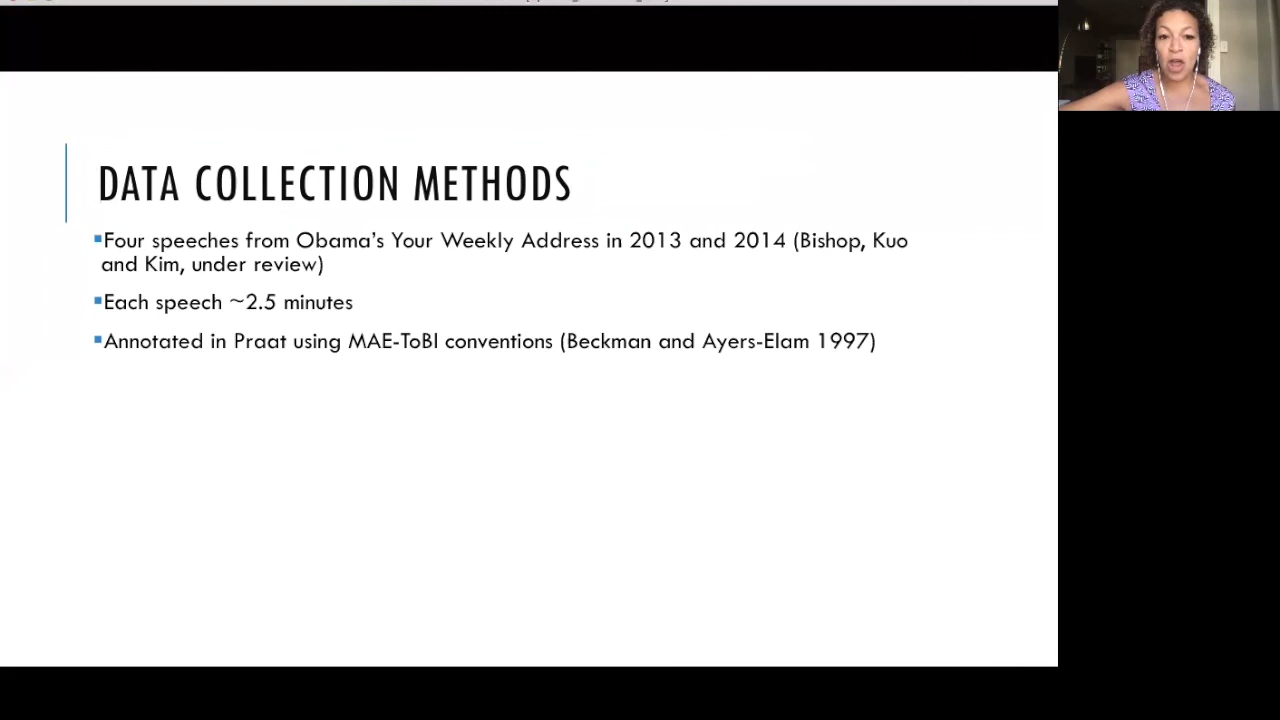 DATA COLLECTION METHODS
▪Four speeches from Obama’s Your Weekly Address in 2013 and 2014 (Bishop, Kuo
and Kim, under review)
▪Each speech ~2.5 minutes
▪Annotated in Praat using MAE-ToBI conventions (Beckman and Ayers-Elam 1997)